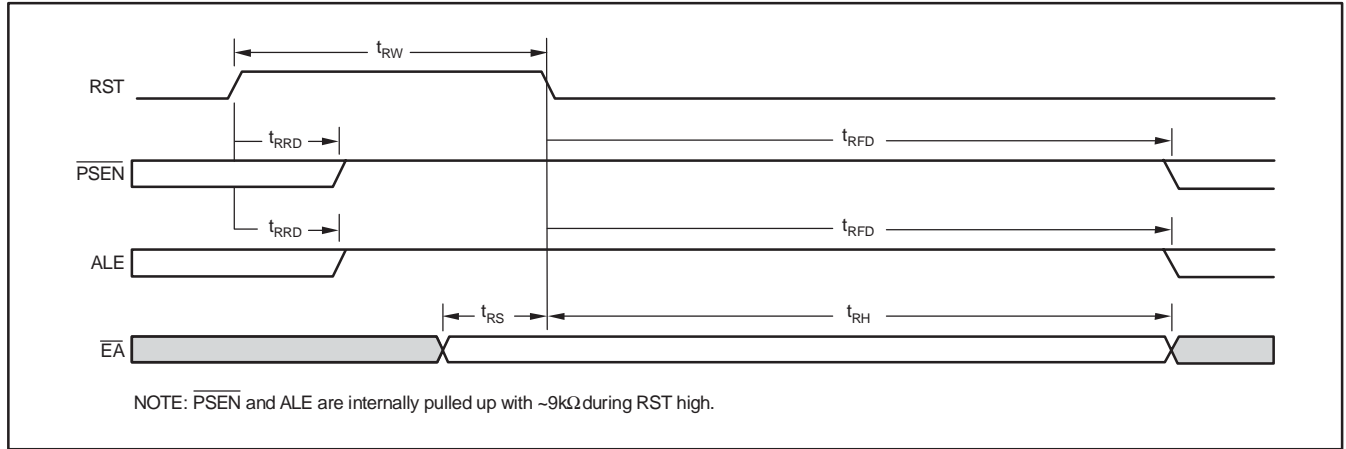 tRW
RST
tRRD
tRFD
PSEN
tRRD
tRFD
ALE
tRS
tRH
EA
NOTE: PSEN and ALE are internally pulled up with ~9kΩ during RST high.